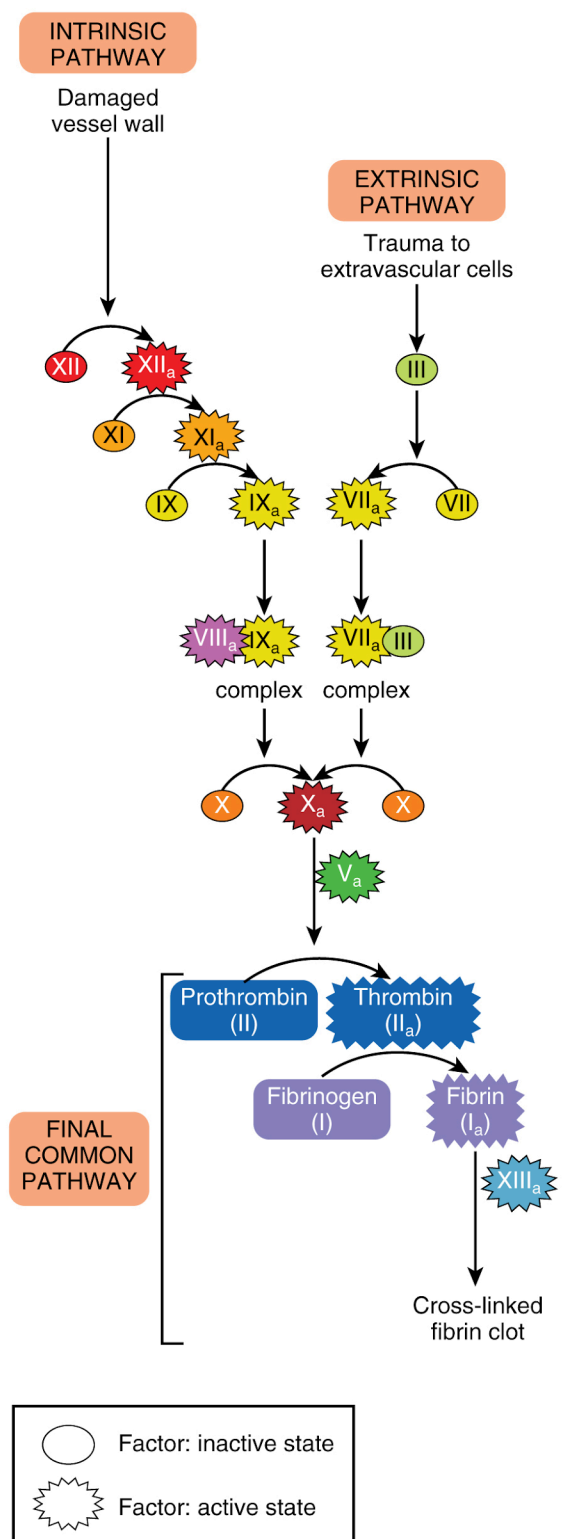 INTRINSIC
PATHWAY
Damaged
vessel wall
EXTRINSIC
PATHWAY
Trauma to
extravascular cells
XII
XIIa
III
XI
XIa
IX
IXa
VIIa
VII
VIIIa
IXa
VIIa
III
complex
complex
X
Xa
X
Va
Prothrombin
(II)
Thrombin
(IIa)
Fibrinogen
(I)
Fibrin
(Ia)
FINAL
COMMON
PATHWAY
XIIIa
Cross-linked
fibrin clot
Factor: inactive state
Factor: active state